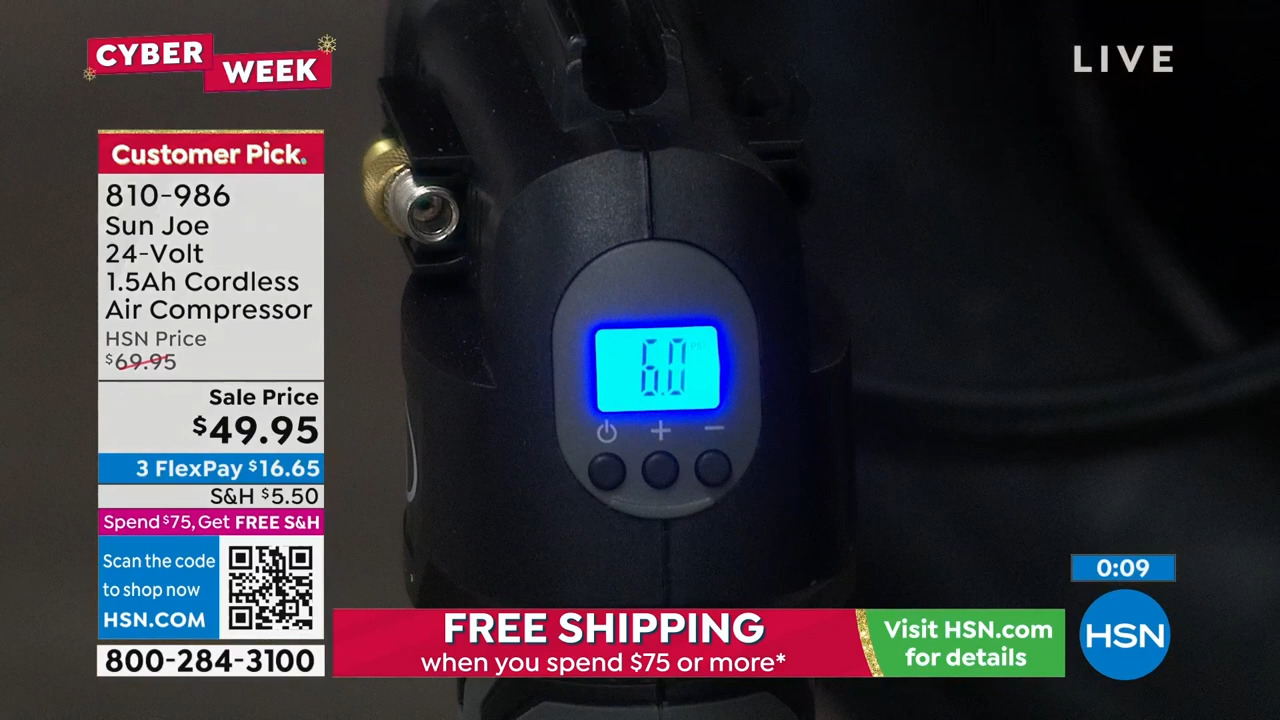 CYBER
WEEK
LIVE
Customer Pick.
810-986
Sun Joe
24-Volt
1.5Ah Cordless
Air Compressor
HSN Price
$69.95
Sale Price
$49.95
3 FlexPay $16.65
S&H $5.50
Spend $75, Get FREE S&H
Scan the code
to shop now
HSN.COM
800-284-3100
6.0 PSI
+ −
FREE SHIPPING
when you spend $75 or more*
Visit HSN.com
for details
0:09
HSN